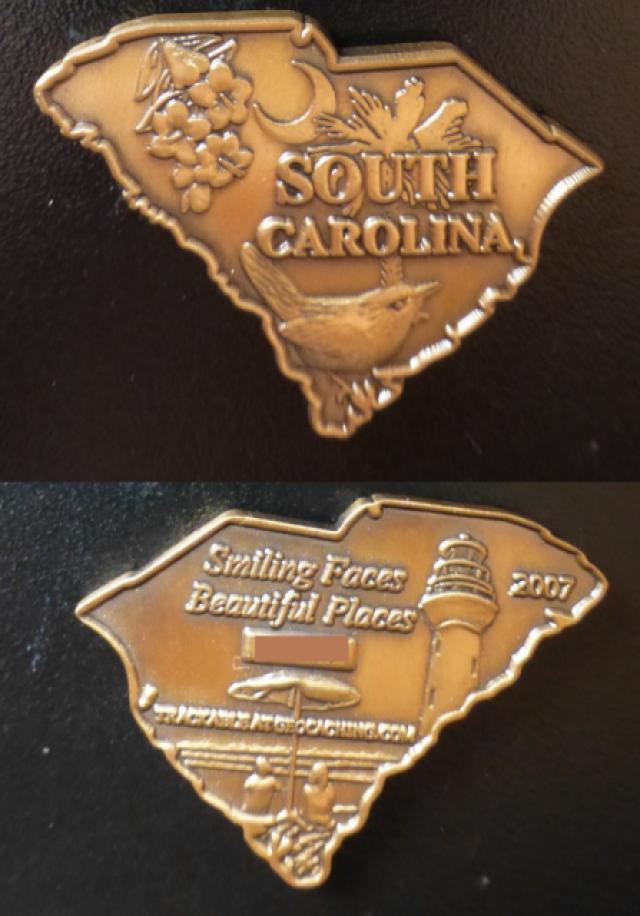 SOUTH
CAROLINA
Smiling Faces
Beautiful Places
2007
TRACKABLE AT GEOCACHING.COM